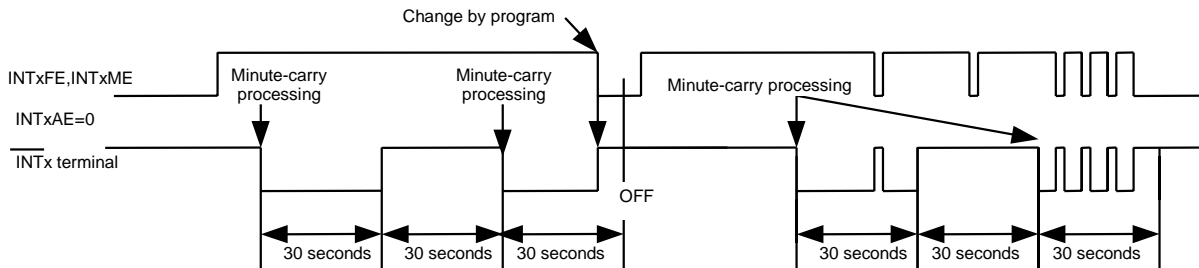 Change by program
INTxFE,INTxME
Minute-carry
processing
Minute-carry
processing
Minute-carry processing
INTxAE=0
INTx terminal
OFF
30 seconds
30 seconds
30 seconds
30 seconds
30 seconds
30 seconds